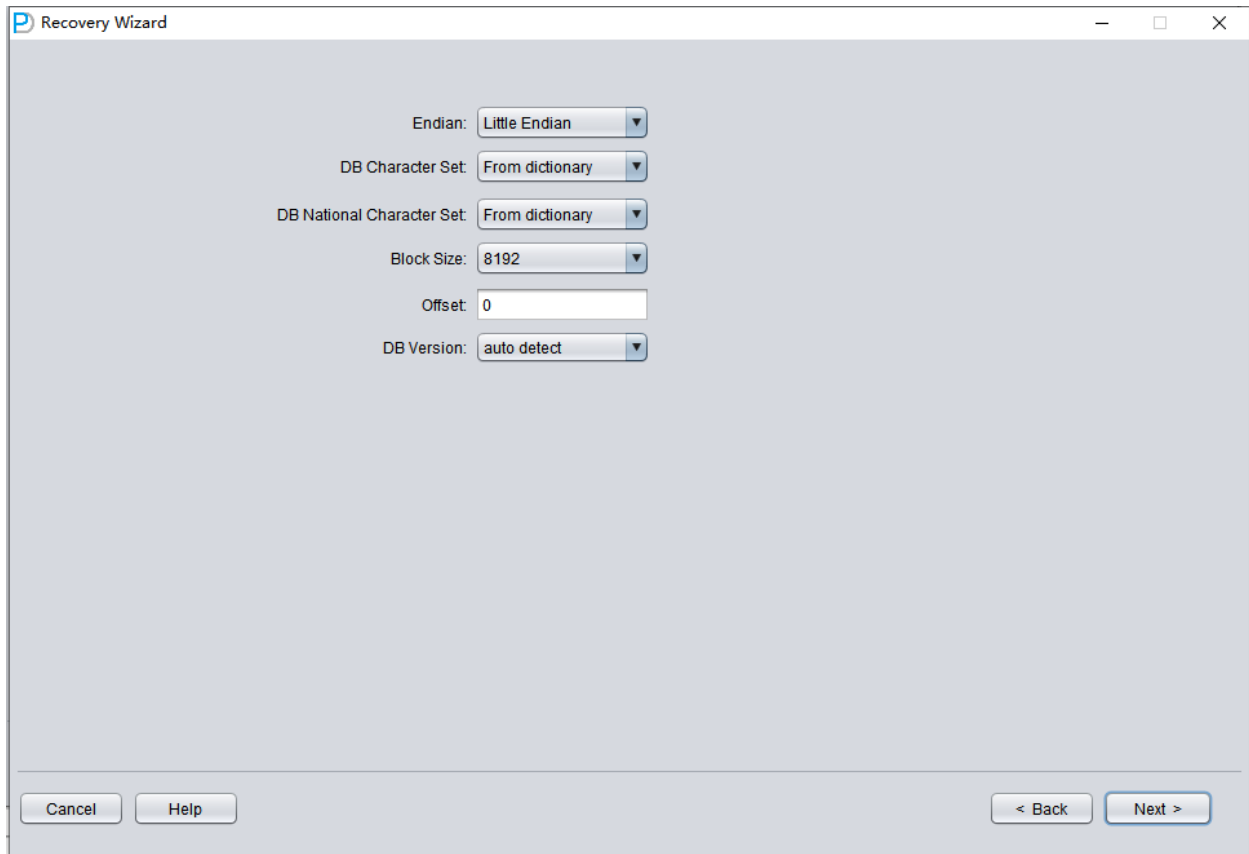 Recovery Wizard
Endian: Little Endian
DB Character Set: From dictionary
DB National Character Set: From dictionary
Block Size: 8192
Offset: 0
DB Version: auto detect
Cancel Help < Back Next >